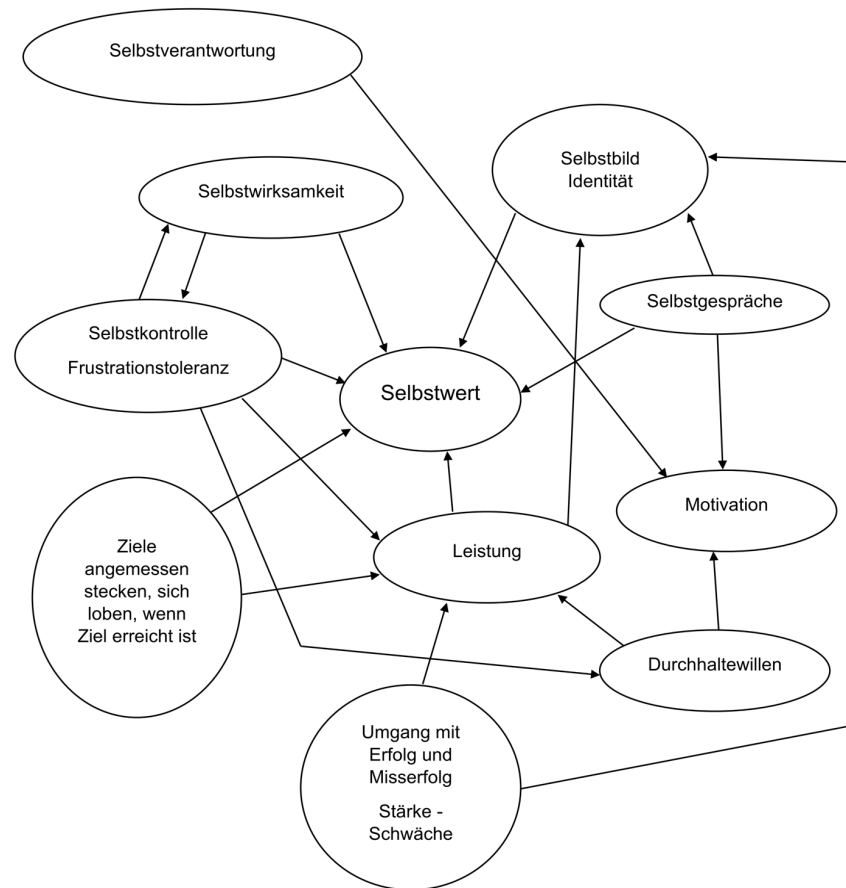 Selbstverantwortung
Selbstbild
Identität
Selbstwirksamkeit
Selbstgespräche
Selbstkontrolle
Frustrationstoleranz
Selbstwert
Motivation
Ziele
angemessen
stecken, sich
loben, wenn
Ziel erreicht ist
Leistung
Durchhaltewillen
Umgang mit
Erfolg und
Misserfolg
Stärke -
Schwäche